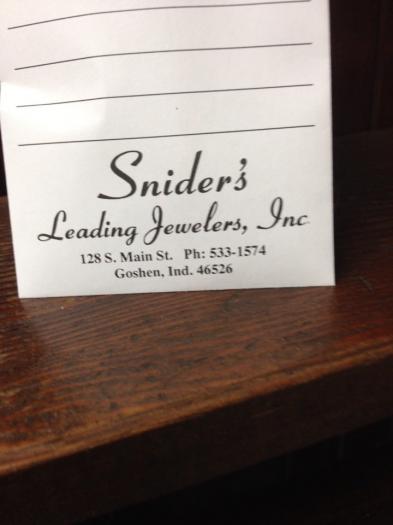 Snider's
Leading Jewelers, Inc
128 S. Main St. Ph: 533-1574
Goshen, Ind. 46526